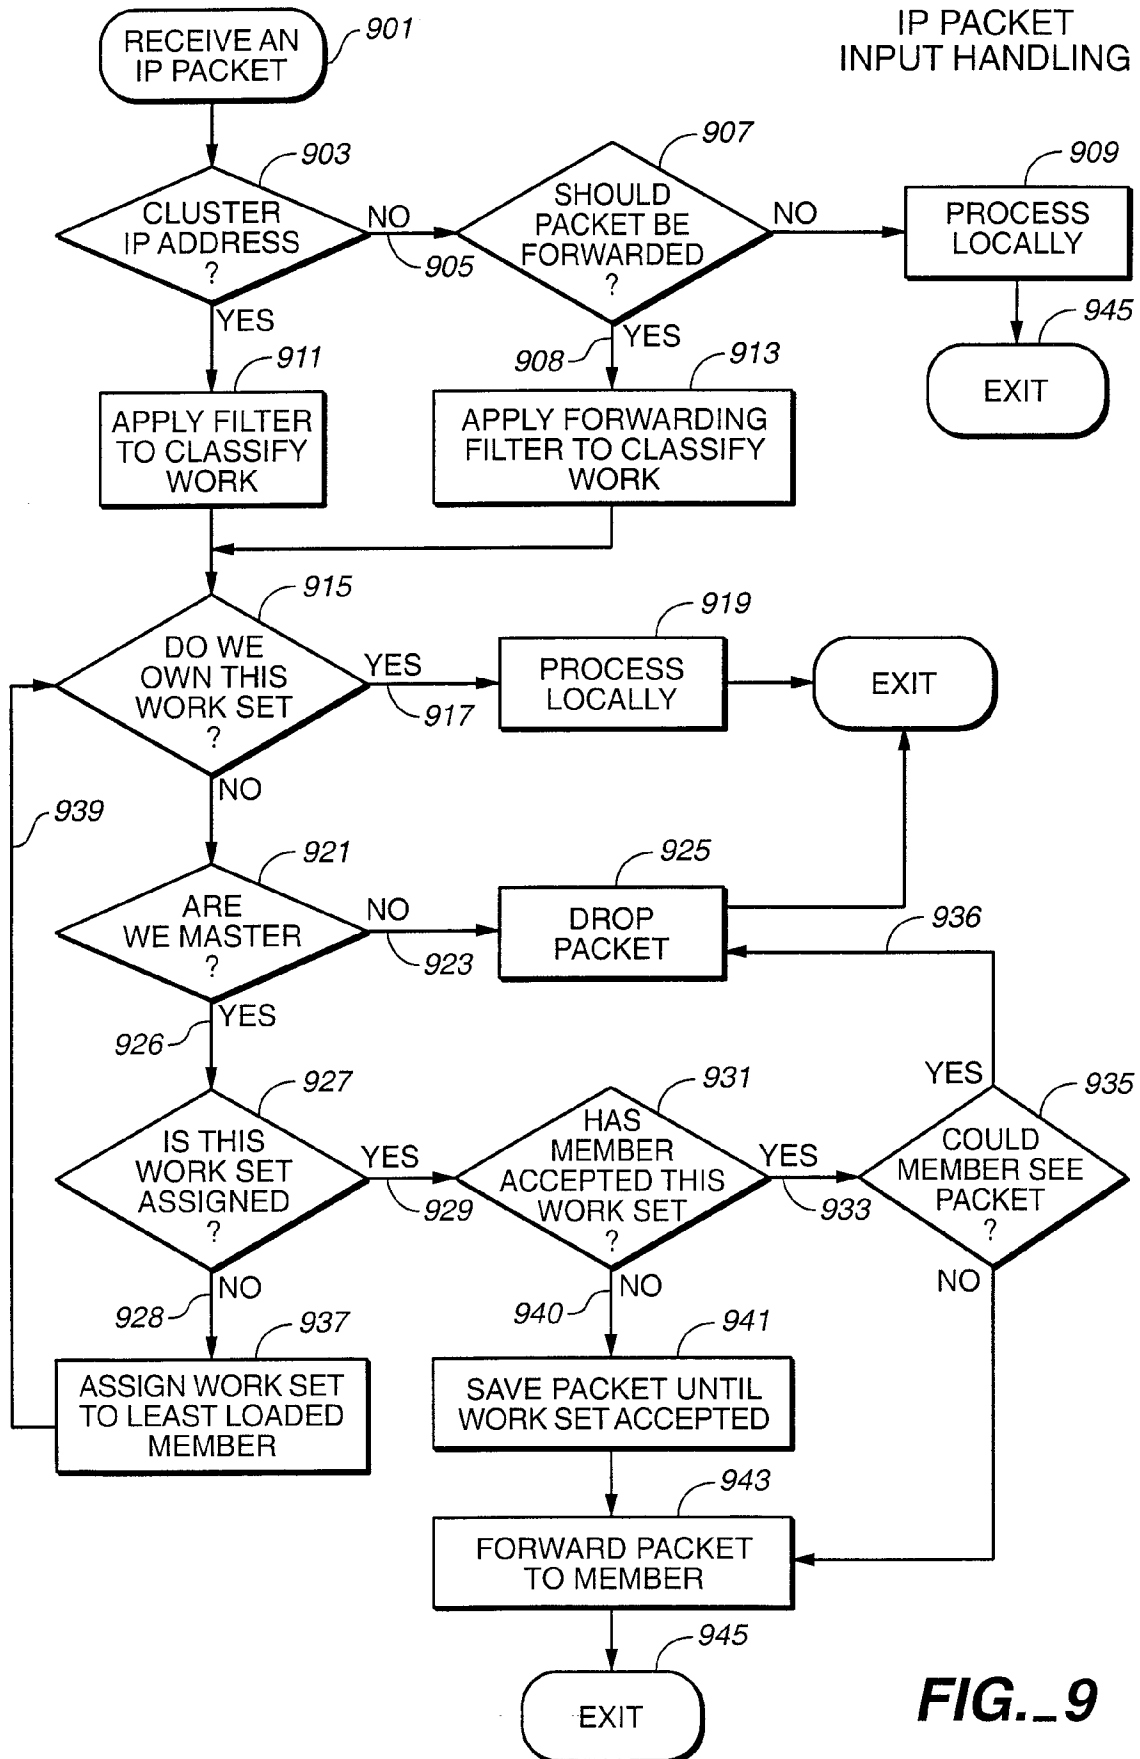 IP PACKET
INPUT HANDLING
RECEIVE AN
IP PACKET
901
903
CLUSTER
IP ADDRESS
?
NO
905
YES
907
SHOULD
PACKET BE
FORWARDED
?
NO
908
YES
909
PROCESS
LOCALLY
945
EXIT
911
APPLY FILTER
TO CLASSIFY
WORK
913
APPLY FORWARDING
FILTER TO CLASSIFY
WORK
915
DO WE
OWN THIS
WORK SET
?
YES
917
NO
919
PROCESS
LOCALLY
EXIT
939
921
ARE
WE MASTER
?
NO
923
925
DROP
PACKET
936
926
YES
927
IS THIS
WORK SET
ASSIGNED
?
YES
929
931
HAS
MEMBER
ACCEPTED THIS
WORK SET
?
YES
933
YES
935
COULD
MEMBER SEE
PACKET
?
NO
928
NO
937
ASSIGN WORK SET
TO LEAST LOADED
MEMBER
940
NO
941
SAVE PACKET UNTIL
WORK SET ACCEPTED
943
FORWARD PACKET
TO MEMBER
945
EXIT
FIG._9